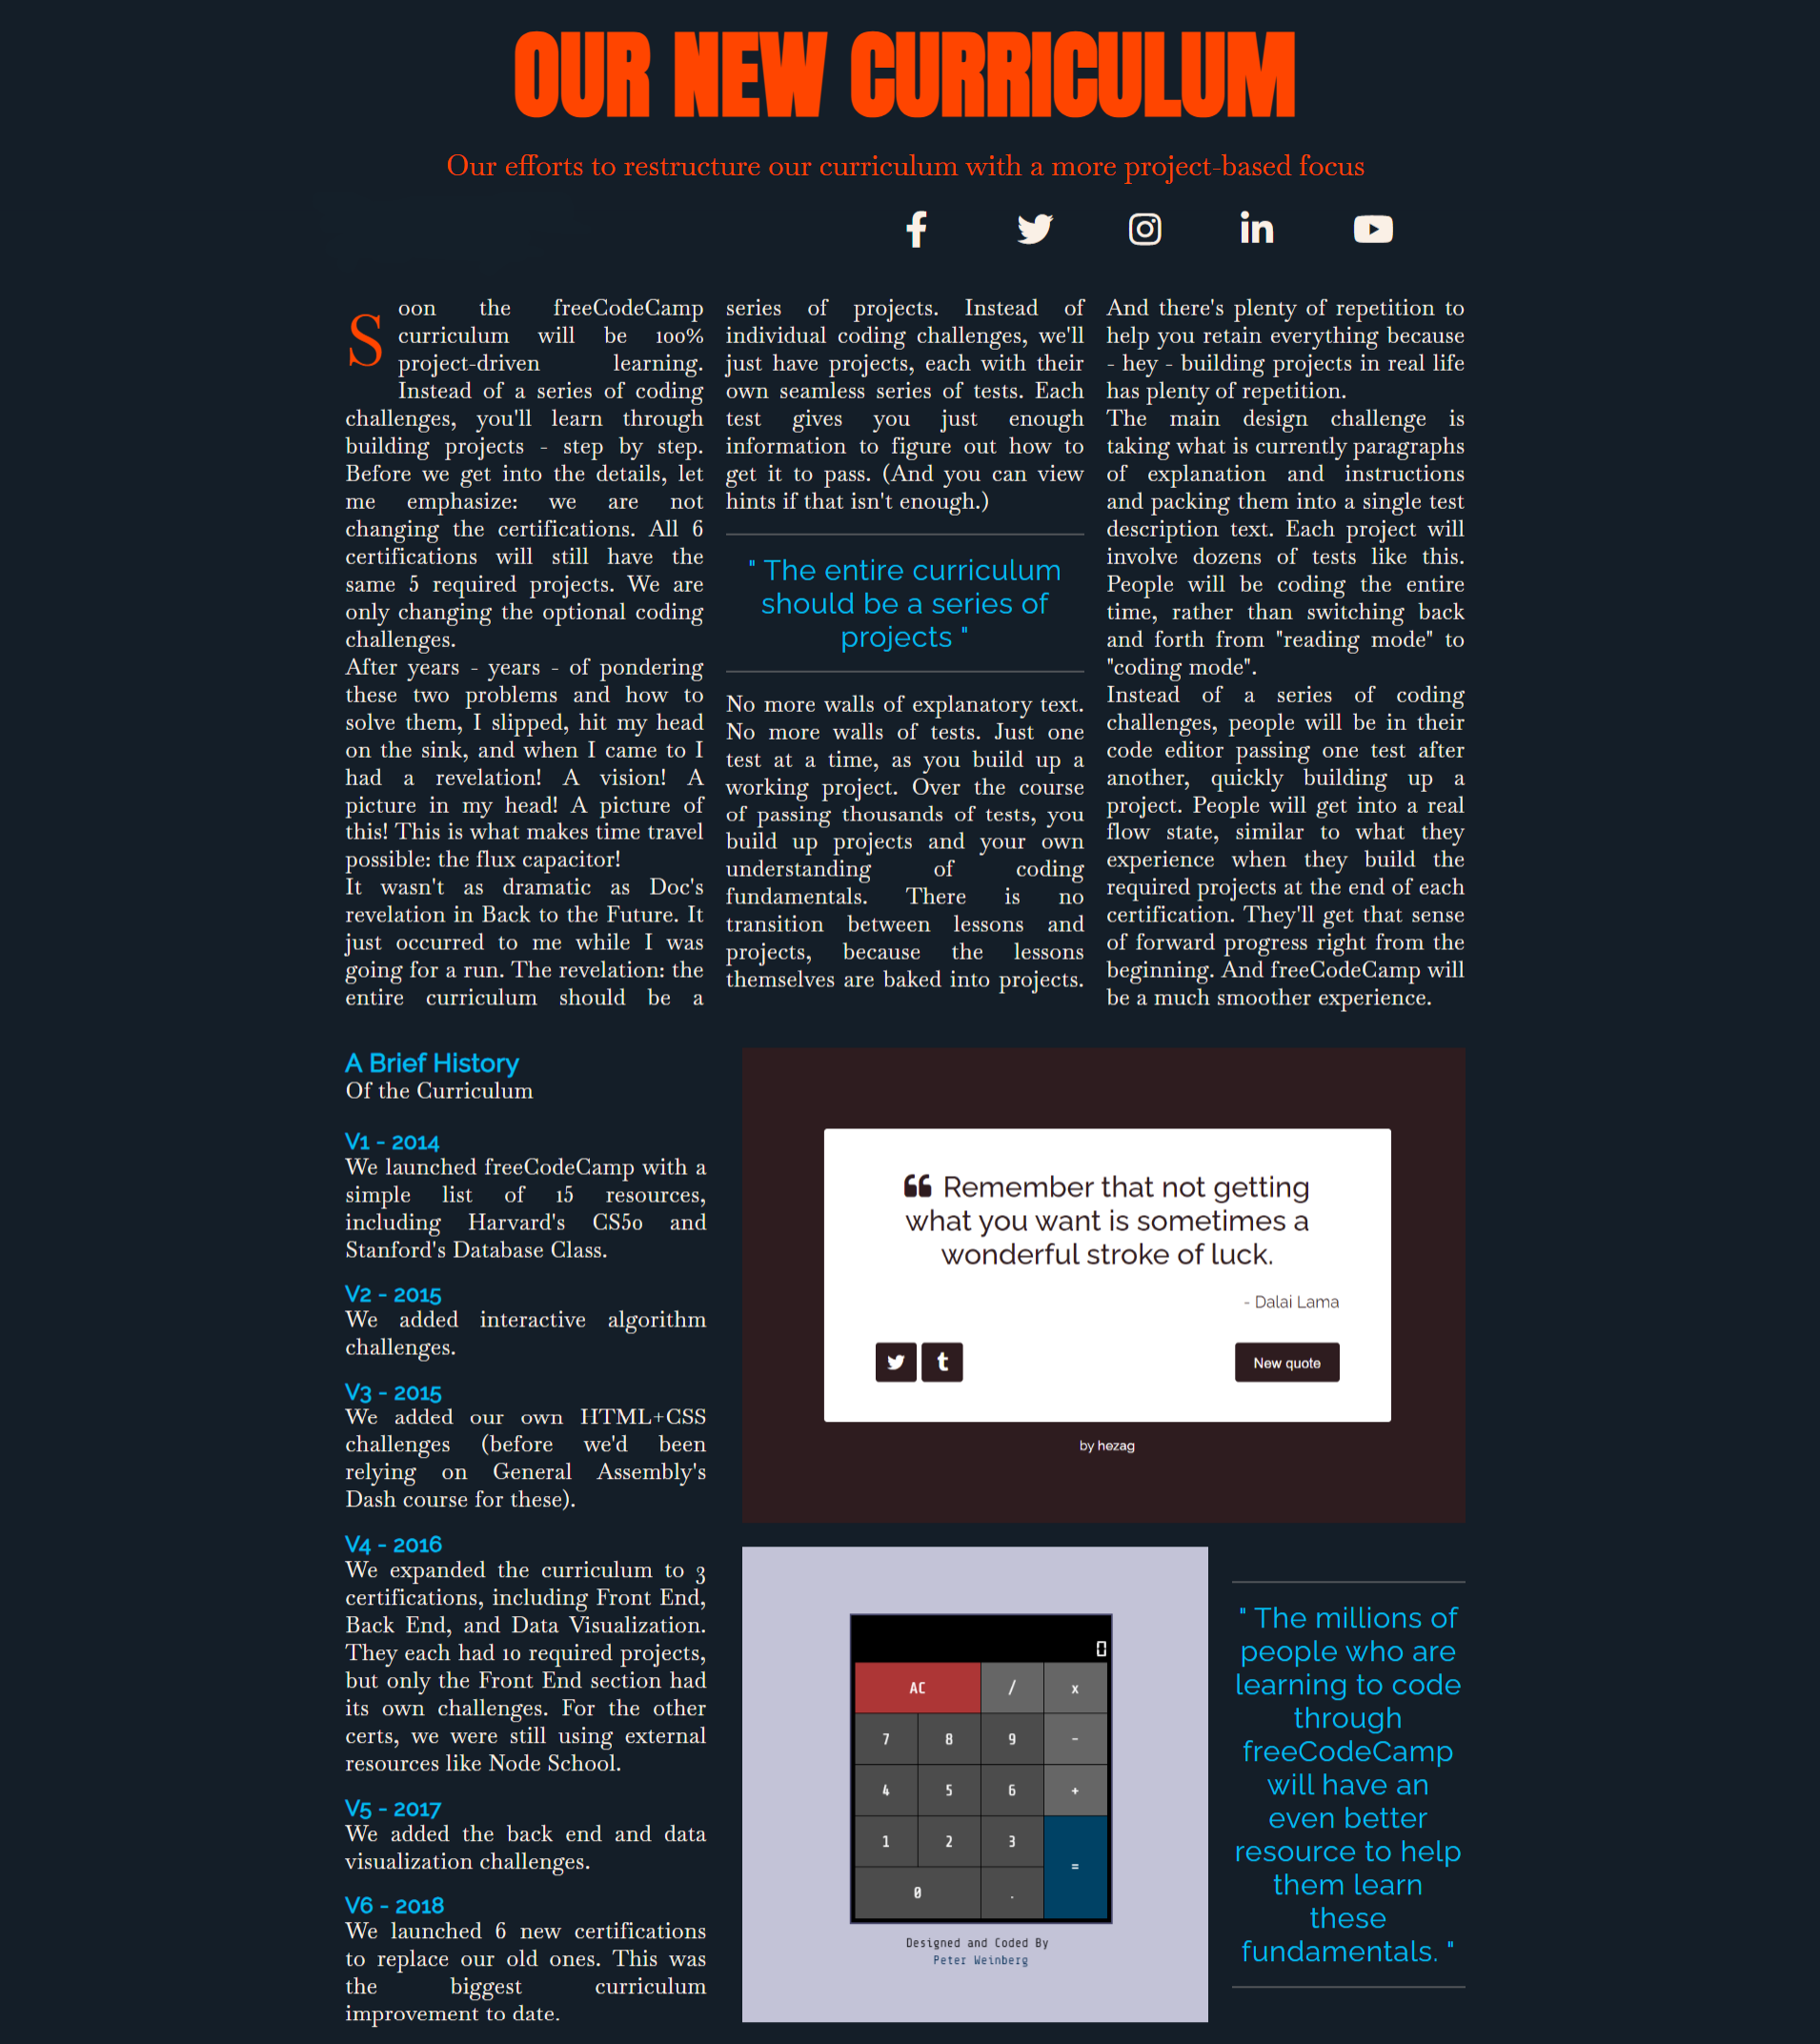 OUR NEW CURRICULUM
Our efforts to restructure our curriculum with a more project-based focus
Soon the freeCodeCamp
curriculum will be 100%
project-driven learning.
Instead of a series of coding
challenges, you'll learn through
building projects - step by step.
Before we get into the details, let
me emphasize: we are not
changing the certifications. All 6
certifications will still have the
same 5 required projects. We are
only changing the optional coding
challenges.
After years - years - of pondering
these two problems and how to
solve them, I slipped, hit my head
on the sink, and when I came to I
had a revelation! A vision! A
picture in my head! A picture of
this! This is what makes time travel
possible: the flux capacitor!
It wasn't as dramatic as Doc's
revelation in Back to the Future. It
just occurred to me while I was
going for a run. The revelation: the
entire curriculum should be a
series of projects. Instead of
individual coding challenges, we'll
just have projects, each with their
own seamless series of tests. Each
test gives you just enough
information to figure out how to
get it to pass. (And you can view
hints if that isn't enough.)
" The entire curriculum
should be a series of
projects "
No more walls of explanatory text.
No more walls of tests. Just one
test at a time, as you build up a
working project. Over the course
of passing thousands of tests, you
build up projects and your own
understanding of coding
fundamentals. There is no
transition between lessons and
projects, because the lessons
themselves are baked into projects.
And there's plenty of repetition to
help you retain everything because
- hey - building projects in real life
has plenty of repetition.
The main design challenge is
taking what is currently paragraphs
of explanation and instructions
and packing them into a single test
description text. Each project will
involve dozens of tests like this.
People will be coding the entire
time, rather than switching back
and forth from "reading mode" to
"coding mode".
Instead of a series of coding
challenges, people will be in their
code editor passing one test after
another, quickly building up a
project. People will get into a real
flow state, similar to what they
experience when they build the
required projects at the end of each
certification. They'll get that sense
of forward progress right from the
beginning. And freeCodeCamp will
be a much smoother experience.
A Brief History
Of the Curriculum
V1 - 2014
We launched freeCodeCamp with a
simple list of 15 resources,
including Harvard's CS50 and
Stanford's Database Class.
V2 - 2015
We added interactive algorithm
challenges.
V3 - 2015
We added our own HTML+CSS
challenges (before we'd been
relying on General Assembly's
Dash course for these).
V4 - 2016
We expanded the curriculum to 3
certifications, including Front End,
Back End, and Data Visualization.
They each had 10 required projects,
but only the Front End section had
its own challenges. For the other
certs, we were still using external
resources like Node School.
V5 - 2017
We added the back end and data
visualization challenges.
V6 - 2018
We launched 6 new certifications
to replace our old ones. This was
the biggest curriculum
improvement to date.
Remember that not getting
what you want is sometimes a
wonderful stroke of luck.
- Dalai Lama
New quote
by hezag
0
AC / x
7 8 9 -
4 5 6 +
1 2 3 =
0 .
Designed and Coded By
Peter Weinberg
" The millions of
people who are
learning to code
through
freeCodeCamp
will have an
even better
resource to help
them learn
these
fundamentals. "